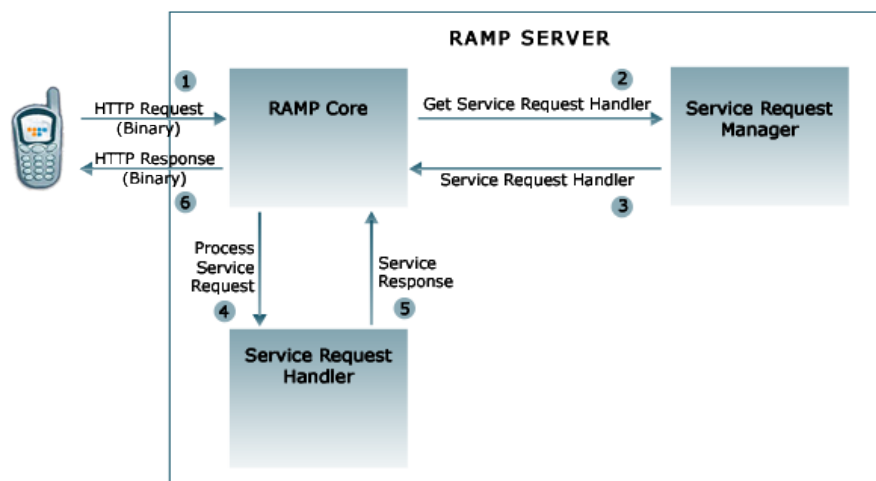 RAMP SERVER
1
HTTP Request
(Binary)
HTTP Response
(Binary)
6
RAMP Core
2
Get Service Request Handler
Service Request Handler
3
Service Request
Manager
Process
Service
Request
4
Service
Response
5
Service Request
Handler